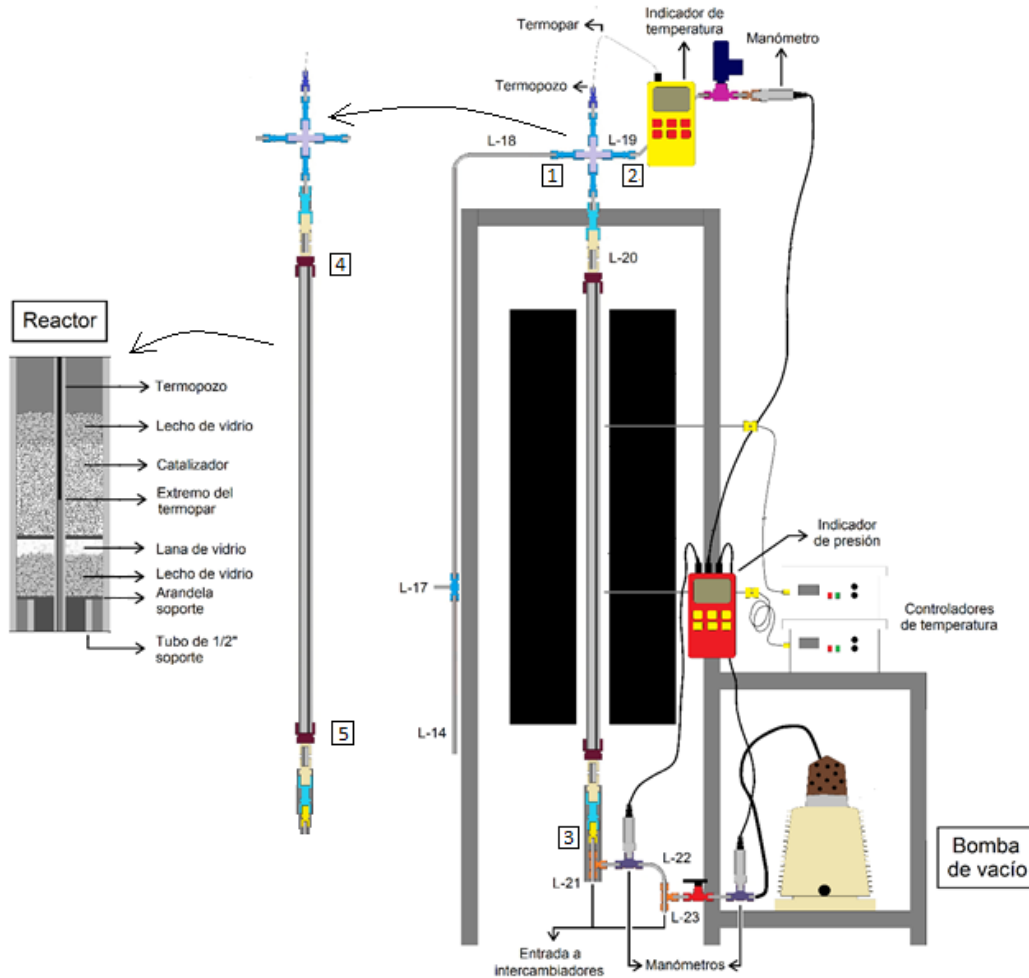 Termopar
Indicador de
temperatura
Manómetro
Termopozo
L-18
L-19
1
2
L-20
4
Reactor
Termopozo
Lecho de vidrio
Catalizador
Extremo del
termopar
Lana de vidrio
Lecho de vidrio
Arandela
soporte
Tubo de 1/2"
soporte
Indicador
de presión
L-17
Controladores
de temperatura
5
L-14
3
L-22
L-21
L-23
Bomba
de vacío
Entrada a
intercambiadores
Manómetros